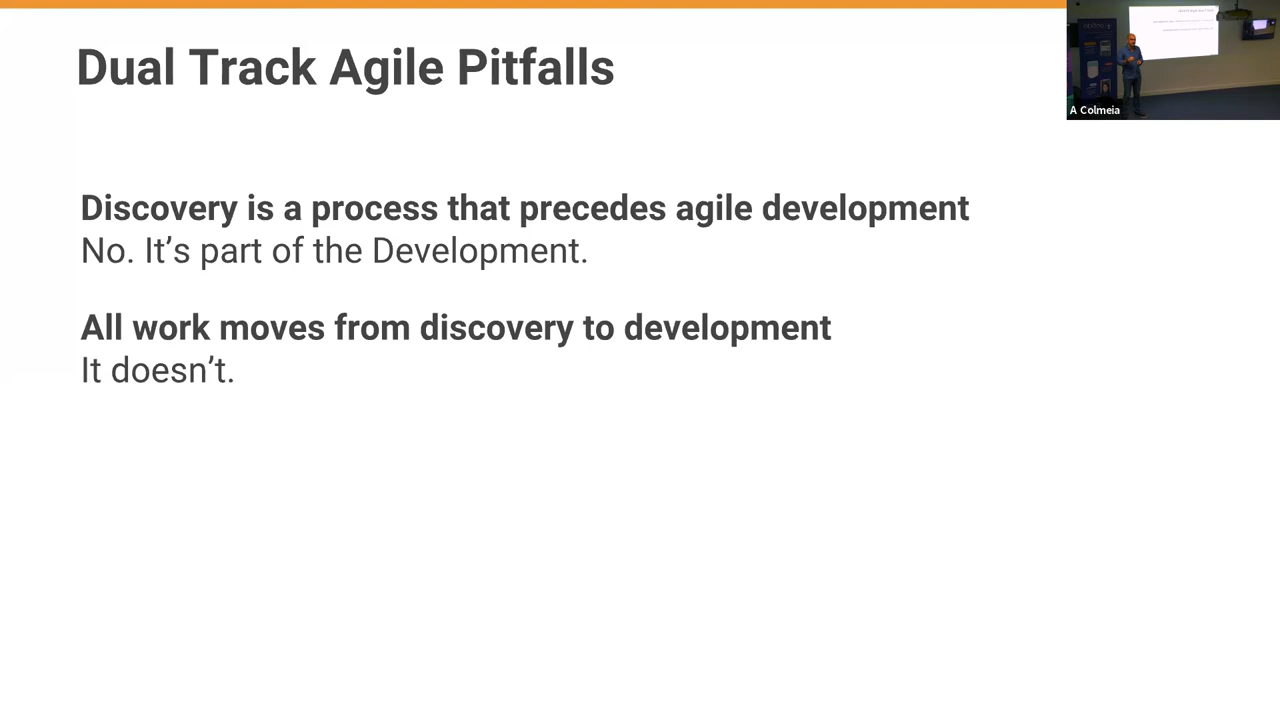 Dual Track Agile Pitfalls
Discovery is a process that precedes agile development
No. It’s part of the Development.
All work moves from discovery to development
It doesn’t.
A Colmeia